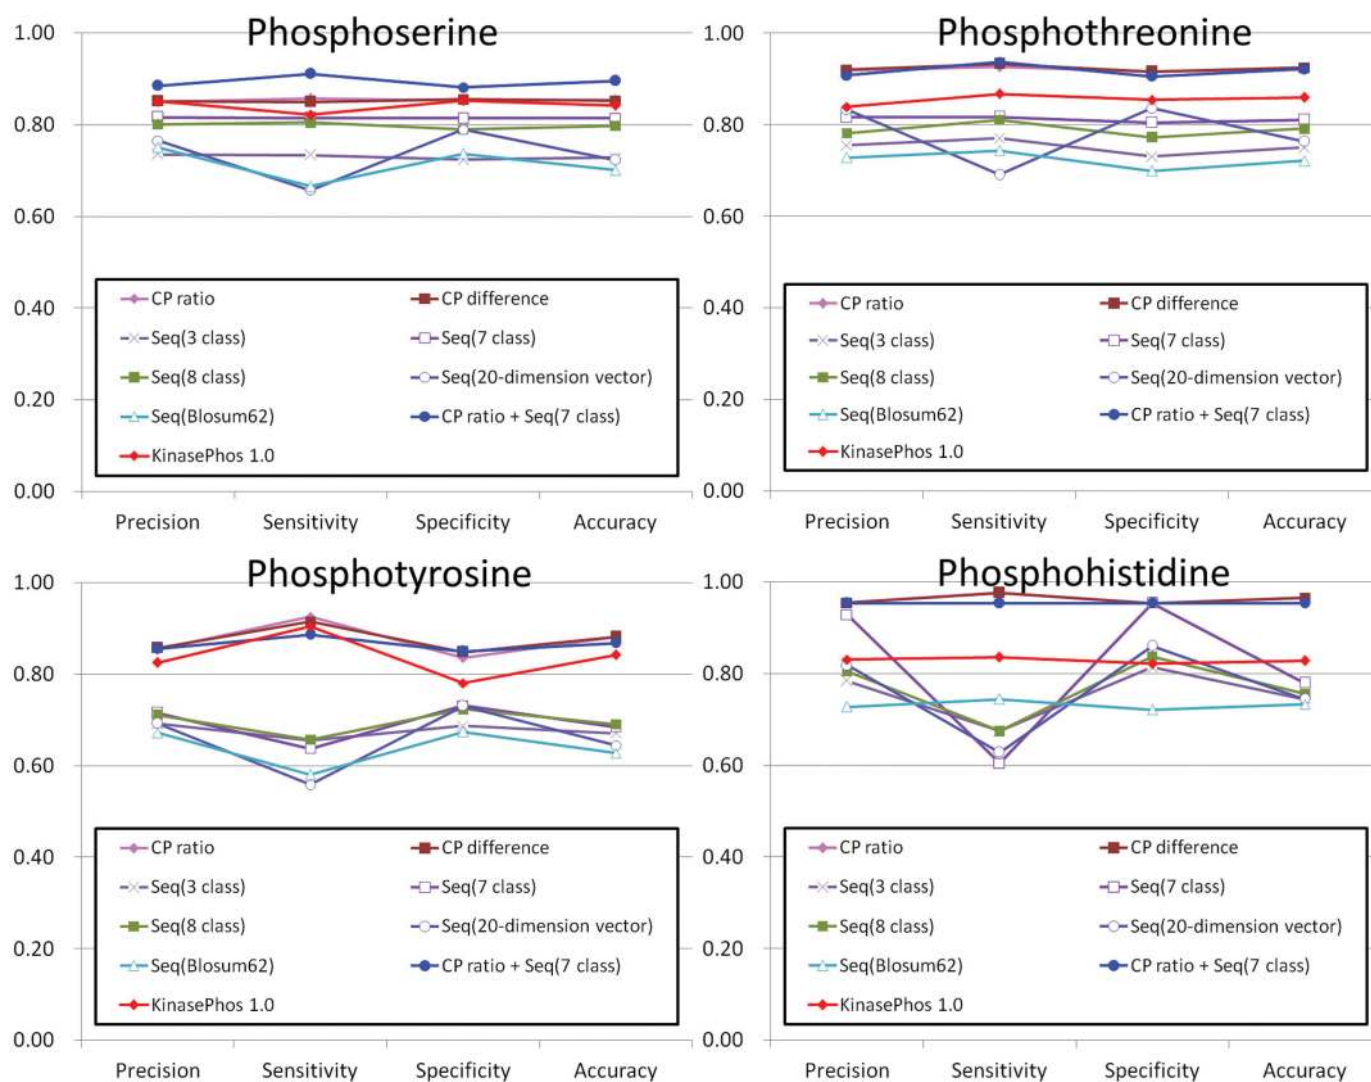 Phosphoserine
1.00
0.80
0.60
0.40
0.20
0.00
CP ratio
CP difference
Seq(3 class)
Seq(7 class)
Seq(8 class)
Seq(20-dimension vector)
Seq(Blosum62)
CP ratio + Seq(7 class)
KinasePhos 1.0
Precision Sensitivity Specificity Accuracy
Phosphothreonine
1.00
0.80
0.60
0.40
0.20
0.00
CP ratio
CP difference
Seq(3 class)
Seq(7 class)
Seq(8 class)
Seq(20-dimension vector)
Seq(Blosum62)
CP ratio + Seq(7 class)
KinasePhos 1.0
Precision Sensitivity Specificity Accuracy
Phosphotyrosine
1.00
0.80
0.60
0.40
0.20
0.00
CP ratio
CP difference
Seq(3 class)
Seq(7 class)
Seq(8 class)
Seq(20-dimension vector)
Seq(Blosum62)
CP ratio + Seq(7 class)
KinasePhos 1.0
Precision Sensitivity Specificity Accuracy
Phosphohistidine
1.00
0.80
0.60
0.40
0.20
0.00
CP ratio
CP difference
Seq(3 class)
Seq(7 class)
Seq(8 class)
Seq(20-dimension vector)
Seq(Blosum62)
CP ratio + Seq(7 class)
KinasePhos 1.0
Precision Sensitivity Specificity Accuracy